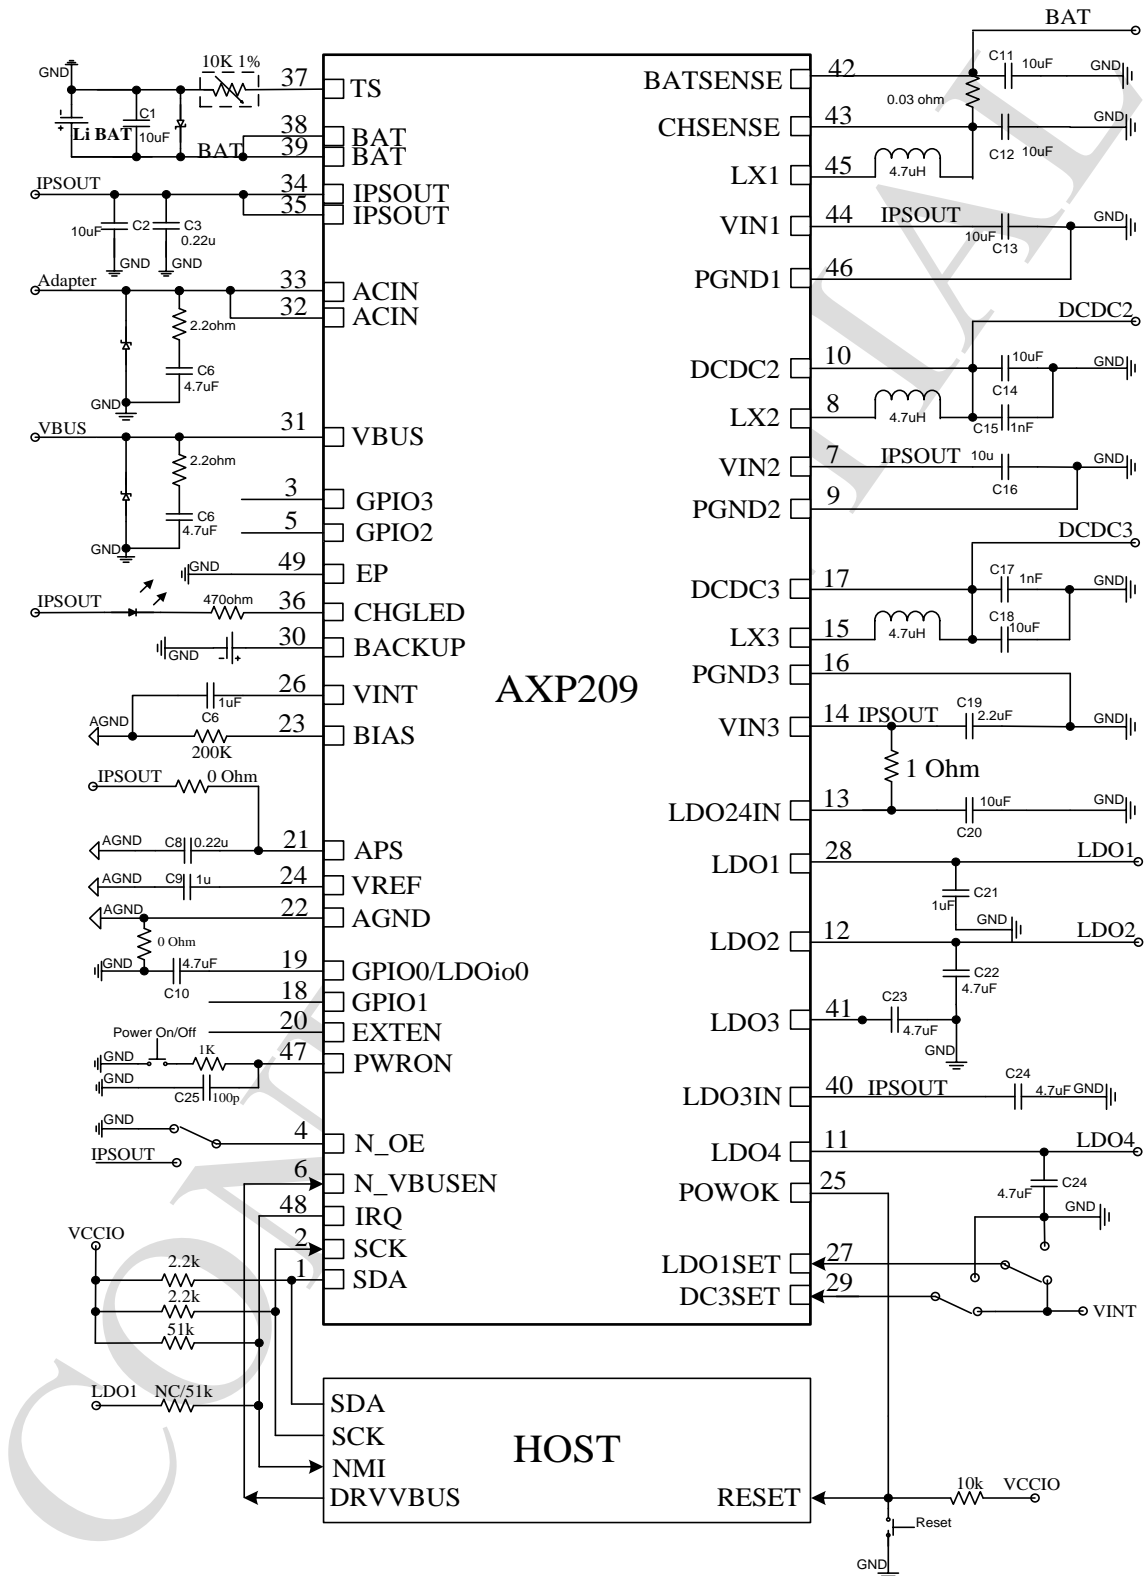 BAT
GND
10K 1%
37
TS
C1
10uF
Li BAT
38
BAT
39
BAT
BAT
IPSOUT
34
IPSOUT
35
IPSOUT
10uF
C2
C3
0.22u
GND
GND
Adapter
33
ACIN
32
ACIN
2.2ohm
C6
4.7uF
GND
VBUS
31
VBUS
2.2ohm
3
GPIO3
C6
4.7uF
5
GPIO2
GND
GND
49
EP
IPSOUT
470ohm
36
CHGLED
GND
30
BACKUP
26
VINT
1uF
C6
AGND
23
BIAS
200K
IPSOUT
0 Ohm
AGND
C8
0.22u
21
APS
AGND
C9
1u
24
VREF
AGND
22
AGND
0 Ohm
GND
4.7uF
C10
19
GPIO0/LDOio0
18
GPIO1
20
EXTEN
Power On/Off
GND
1K
47
PWRON
GND
C25
100p
GND
4
N_OE
IPSOUT
6
N_VBUSEN
48
IRQ
VCCIO
2
SCK
2.2k
1
SDA
2.2k
51k
LDO1
NC/51k
AXP209
BATSENSE
42
C11
10uF
GND
0.03 ohm
CHSENSE
43
GND
C12
10uF
LX1
45
4.7uH
VIN1
44
IPSOUT
10uF
C13
GND
PGND1
46
DCDC2
DCDC2
10
10uF
C14
GND
LX2
8
4.7uH
C15
1nF
VIN2
7
IPSOUT
10u
C16
GND
PGND2
9
DCDC3
DCDC3
17
C17
1nF
GND
LX3
15
4.7uH
C18
10uF
PGND3
16
VIN3
14
IPSOUT
C19
2.2uF
GND
1 Ohm
LDO24IN
13
10uF
C20
GND
LDO1
28
LDO1
C21
1uF
GND
LDO2
12
LDO2
C22
4.7uF
LDO3
41
C23
4.7uF
GND
LDO3IN
40
IPSOUT
C24
4.7uF
GND
LDO4
11
LDO4
C24
4.7uF
POWOK
25
GND
LDO1SET
27
DC3SET
29
VINT
SDA
SCK
HOST
NMI
DRVVBUS
RESET
10k
VCCIO
Reset
GND